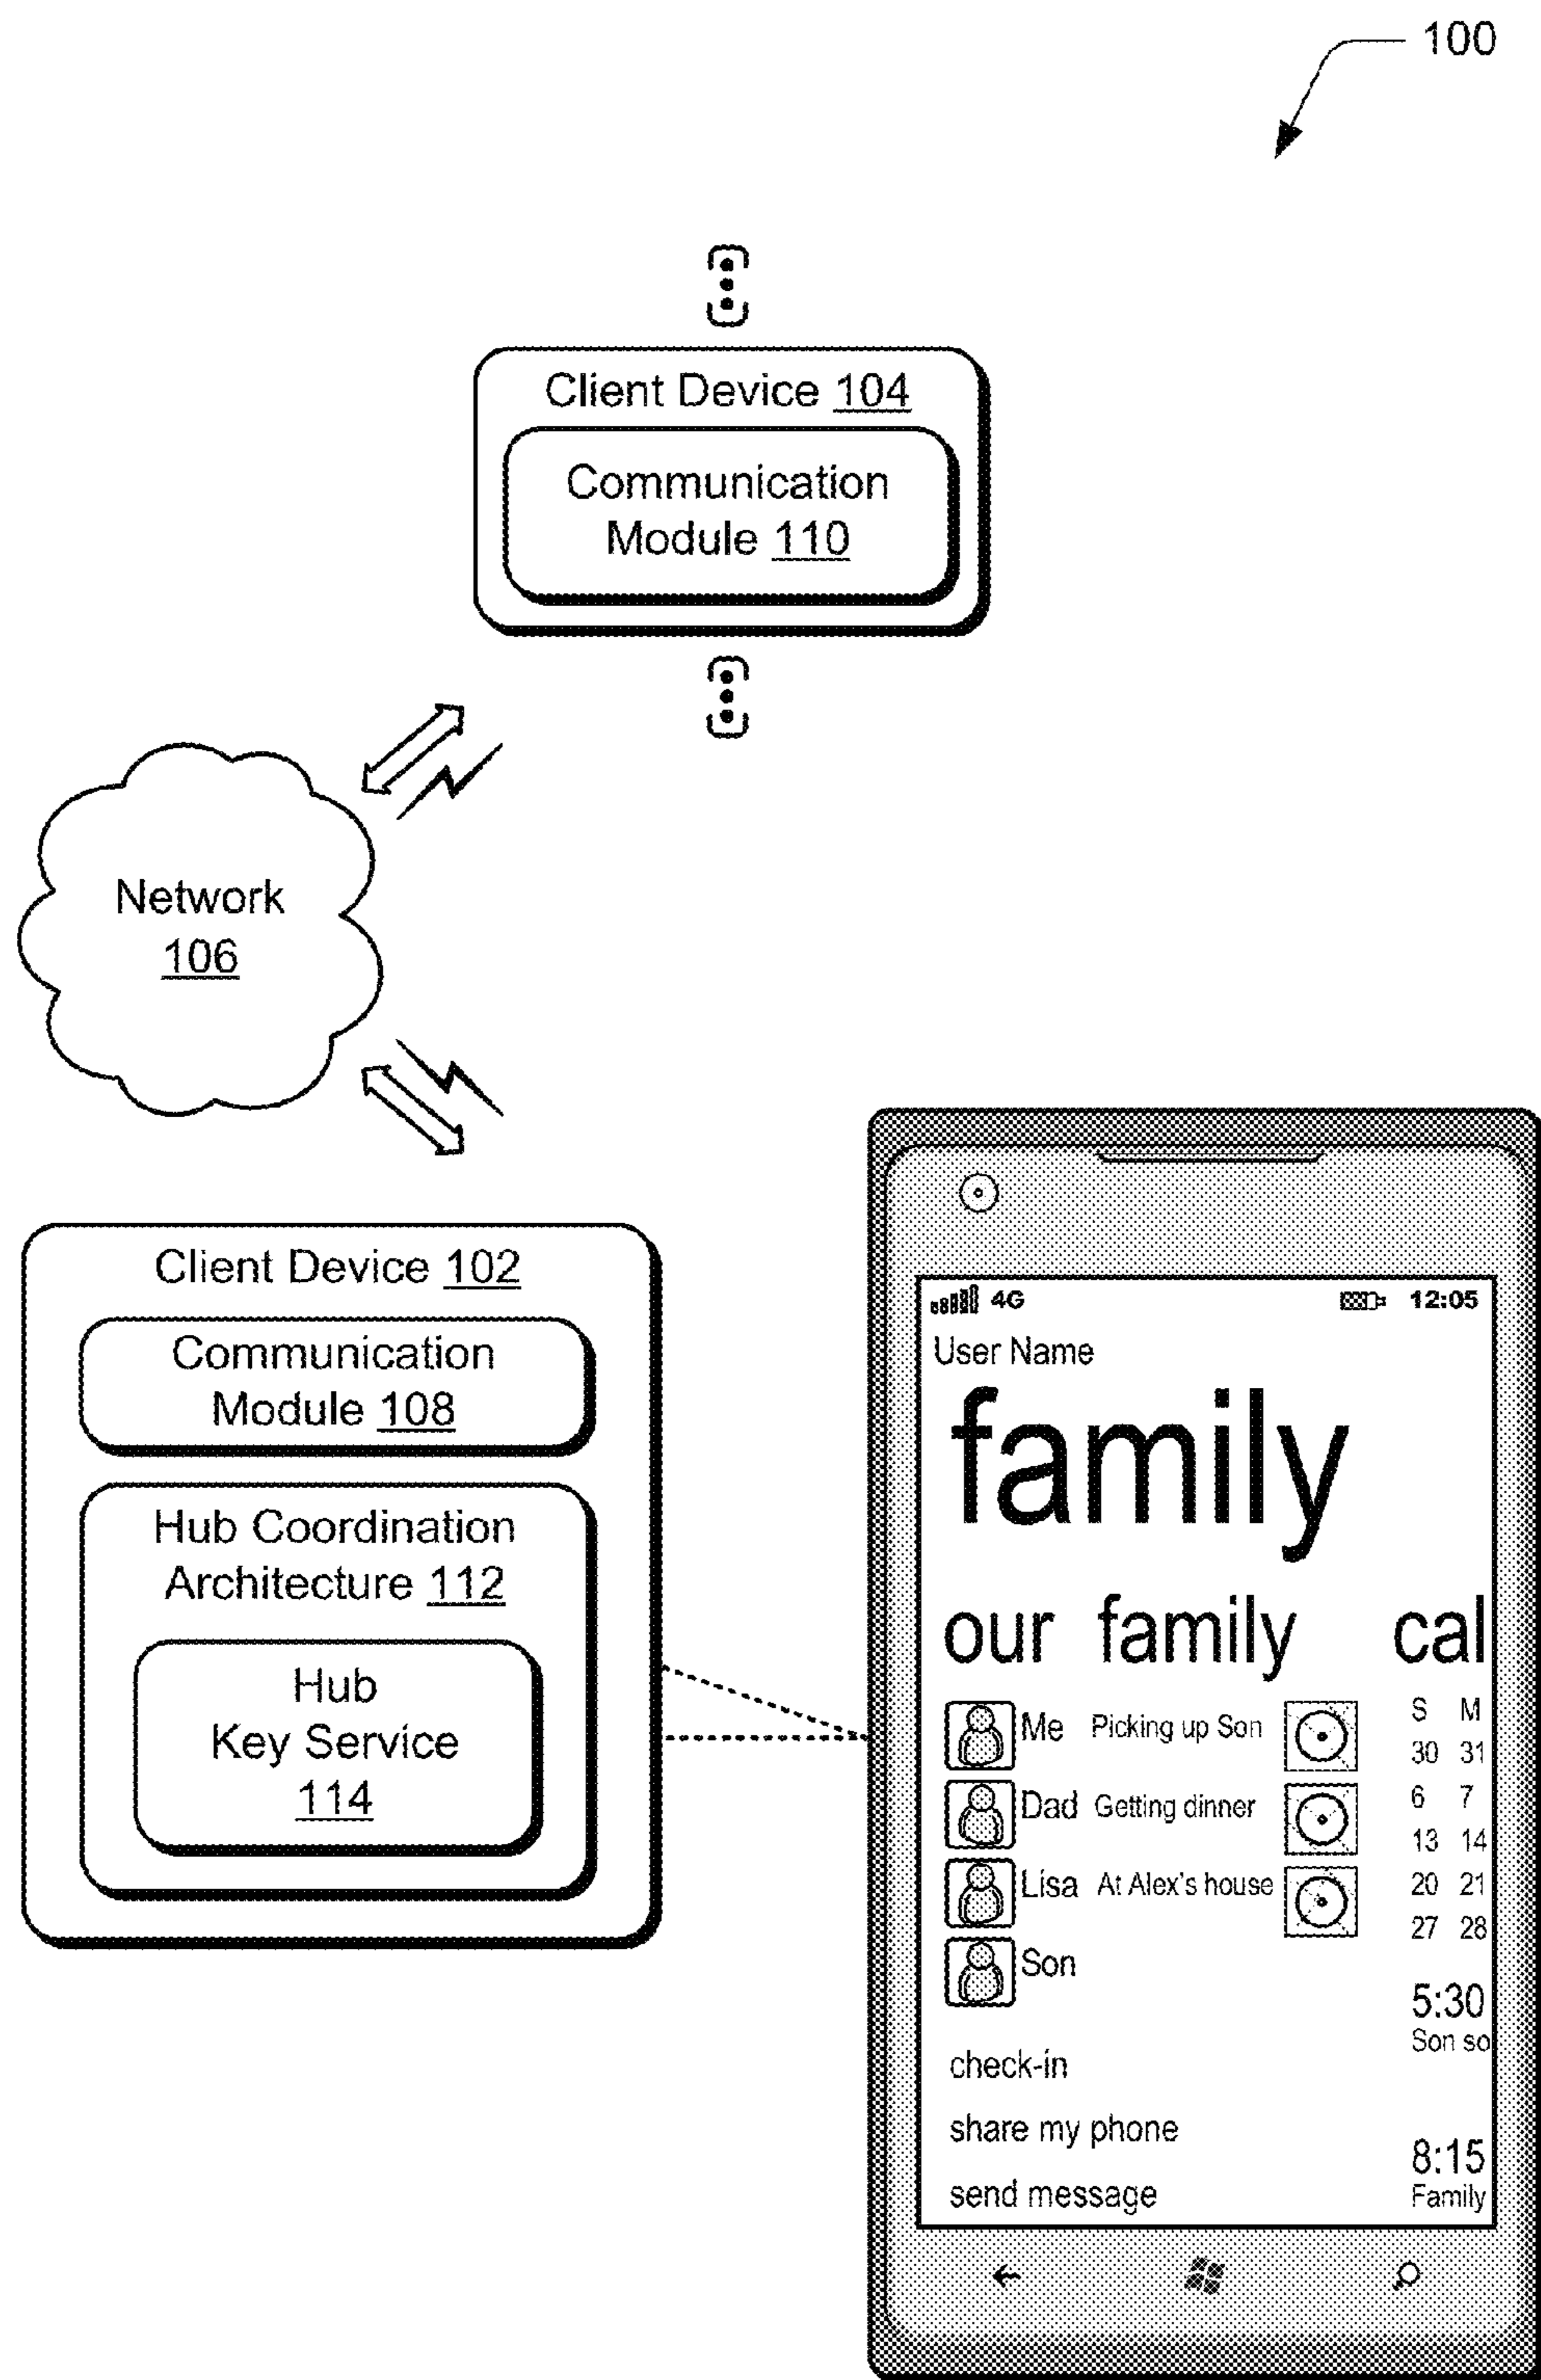 100
Client Device 104
Communication
Module 110
Network
106
Client Device 102
Communication
Module 108
Hub Coordination
Architecture 112
Hub
Key Service
114
4G 12:05
User Name
family
our family cal
Me Picking up Son
Dad Getting dinner
Lisa At Alex's house
Son
check-in
share my phone
send message
S M
30 31
6 7
13 14
20 21
27 28
5:30
Son so
8:15
Family